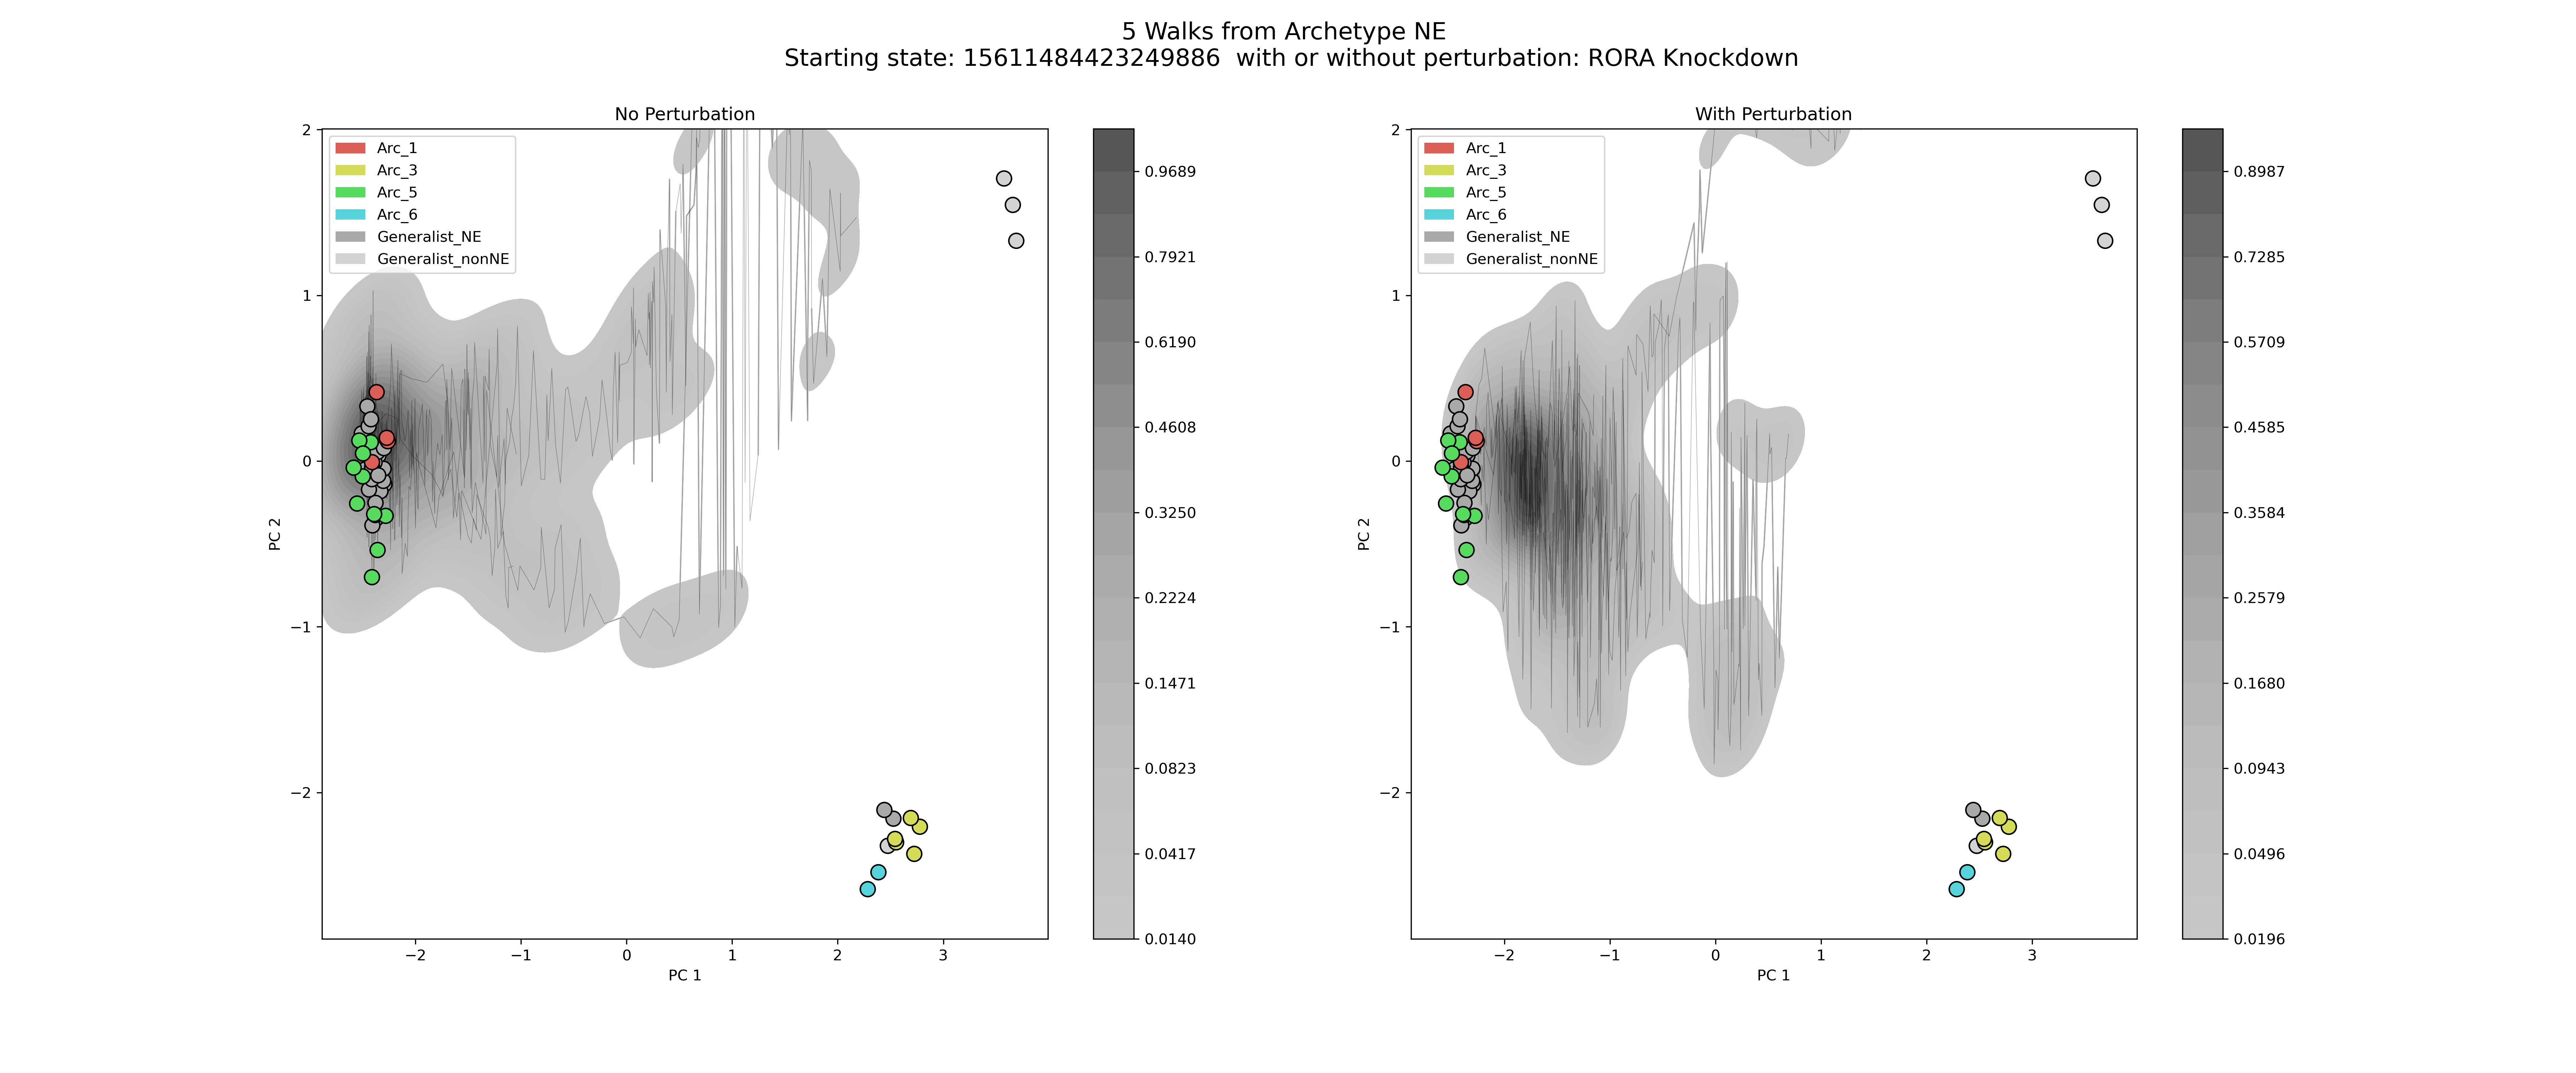 5 Walks from Archetype NE
Starting state: 15611484423249886  with or without perturbation: RORA Knockdown
No Perturbation
Arc_1
Arc_3
Arc_5
Arc_6
Generalist_NE
Generalist_nonNE
PC 2
2
1
0
−1
−2
−2
−1
0
1
2
3
PC 1
0.9689
0.7921
0.6190
0.4608
0.3250
0.2224
0.1471
0.0823
0.0417
0.0140
With Perturbation
Arc_1
Arc_3
Arc_5
Arc_6
Generalist_NE
Generalist_nonNE
PC 2
2
1
0
−1
−2
−2
−1
0
1
2
3
PC 1
0.8987
0.7285
0.5709
0.4585
0.3584
0.2579
0.1680
0.0943
0.0496
0.0196